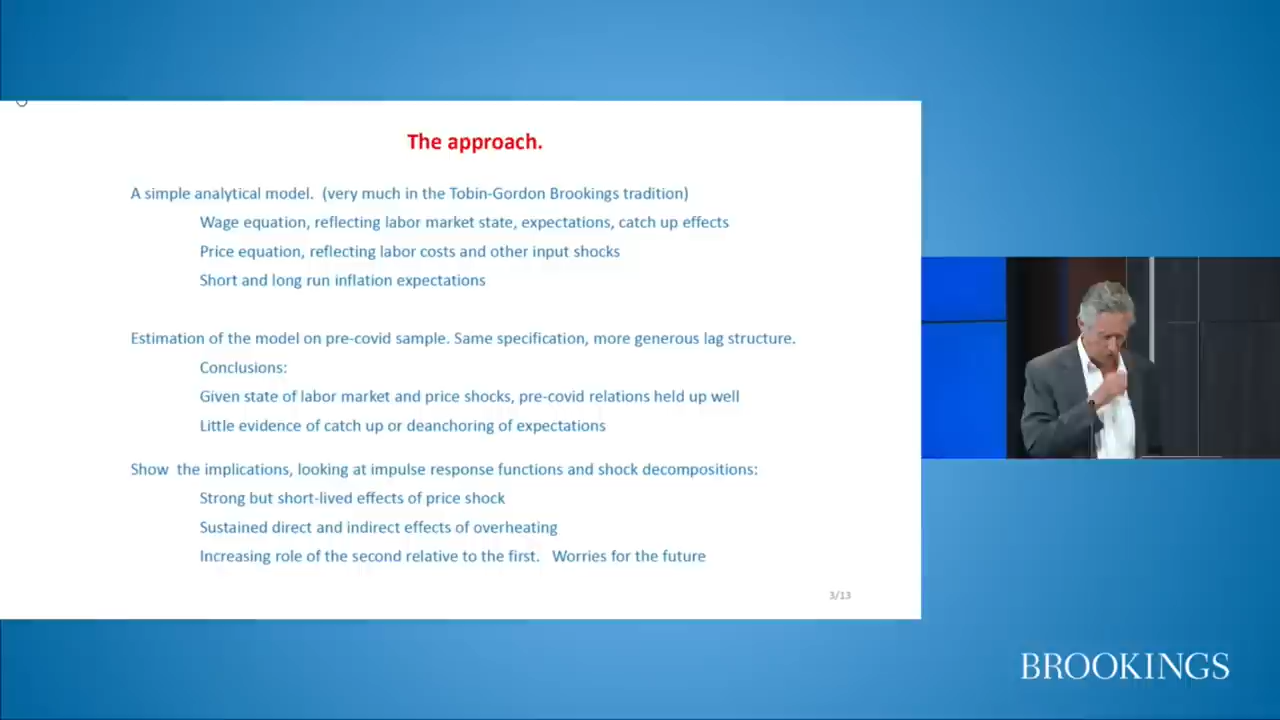 The approach.
A simple analytical model. (very much in the Tobin-Gordon Brookings tradition)
Wage equation, reflecting labor market state, expectations, catch up effects
Price equation, reflecting labor costs and other input shocks
Short and long run inflation expectations
Estimation of the model on pre-covid sample. Same specification, more generous lag structure.
Conclusions:
Given state of labor market and price shocks, pre-covid relations held up well
Little evidence of catch up or deanchoring of expectations
Show the implications, looking at impulse response functions and shock decompositions:
Strong but short-lived effects of price shock
Sustained direct and indirect effects of overheating
Increasing role of the second relative to the first. Worries for the future
3/13
BROOKINGS